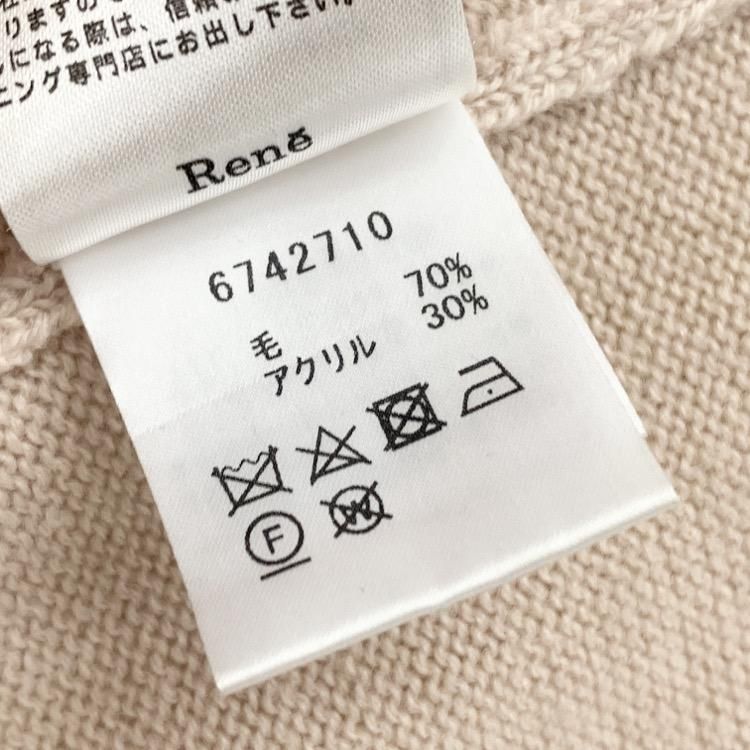 りますので
になる際は、信頼
ニング専門店にお出し下さい。
René
6742710
毛 70%
アクリル 30%
F
W